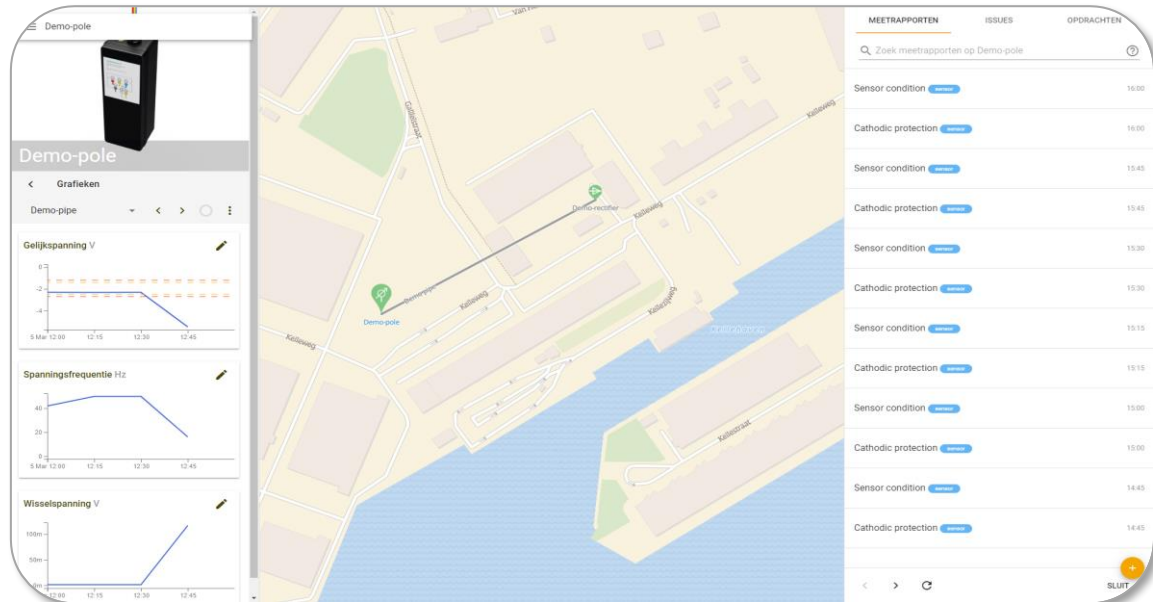 Demo-pole
Demo-pole
Grafieken
Demo-pipe
Gelijkspanning V
0
-2
-4
5 Mar 12:00 12:15 12:30 12:45
Spanningsfrequentie Hz
40
20
0
5 Mar 12:00 12:15 12:30 12:45
Wisselspanning V
100m
50m
0m
12:00 12:15 12:30 12:45
Gattielstraat
Kelleweg
Demo-rectifier
Kelleweg
Demo-pipe
Kelleweg
Demo-pole
Kelleweg
Kellezijweg
Kellehaven
Kellestraat
MEETRAPPORTEN ISSUES OPDRACHTEN
Zoek meetrapporten op Demo-pole
Sensor condition 16:00
Cathodic protection 16:00
Sensor condition 15:45
Cathodic protection 15:45
Sensor condition 15:30
Cathodic protection 15:30
Sensor condition 15:15
Cathodic protection 15:15
Sensor condition 15:00
Cathodic protection 15:00
Sensor condition 14:45
Cathodic protection 14:45
SLUIT